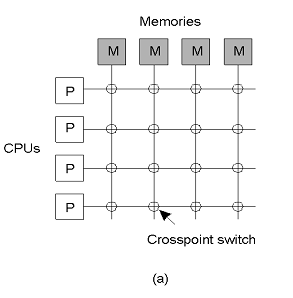 Memories
M M M M
P
P
CPUs
P
P
Crosspoint switch
(a)